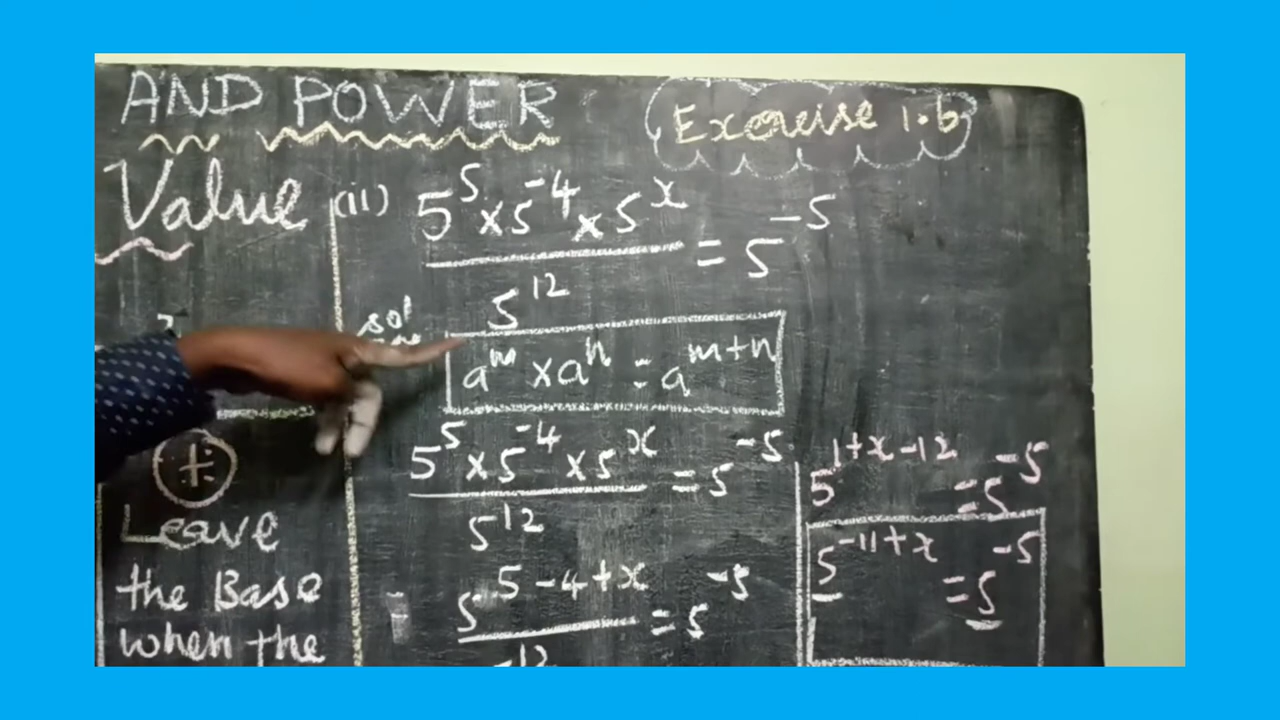 AND POWER
Exercise 1.6
Value
(ii) 5^5 × 5^-4 × 5^x / 5^12 = 5^-5
sol
a^m × a^n = a^m+n
5^5 × 5^-4 × 5^x / 5^12 = 5^-5
5^5-4+x / 12 = 5^-5
+
Leave
the Base
when the
5^1+x-12 = 5^-5
5^-11+x = 5^-5